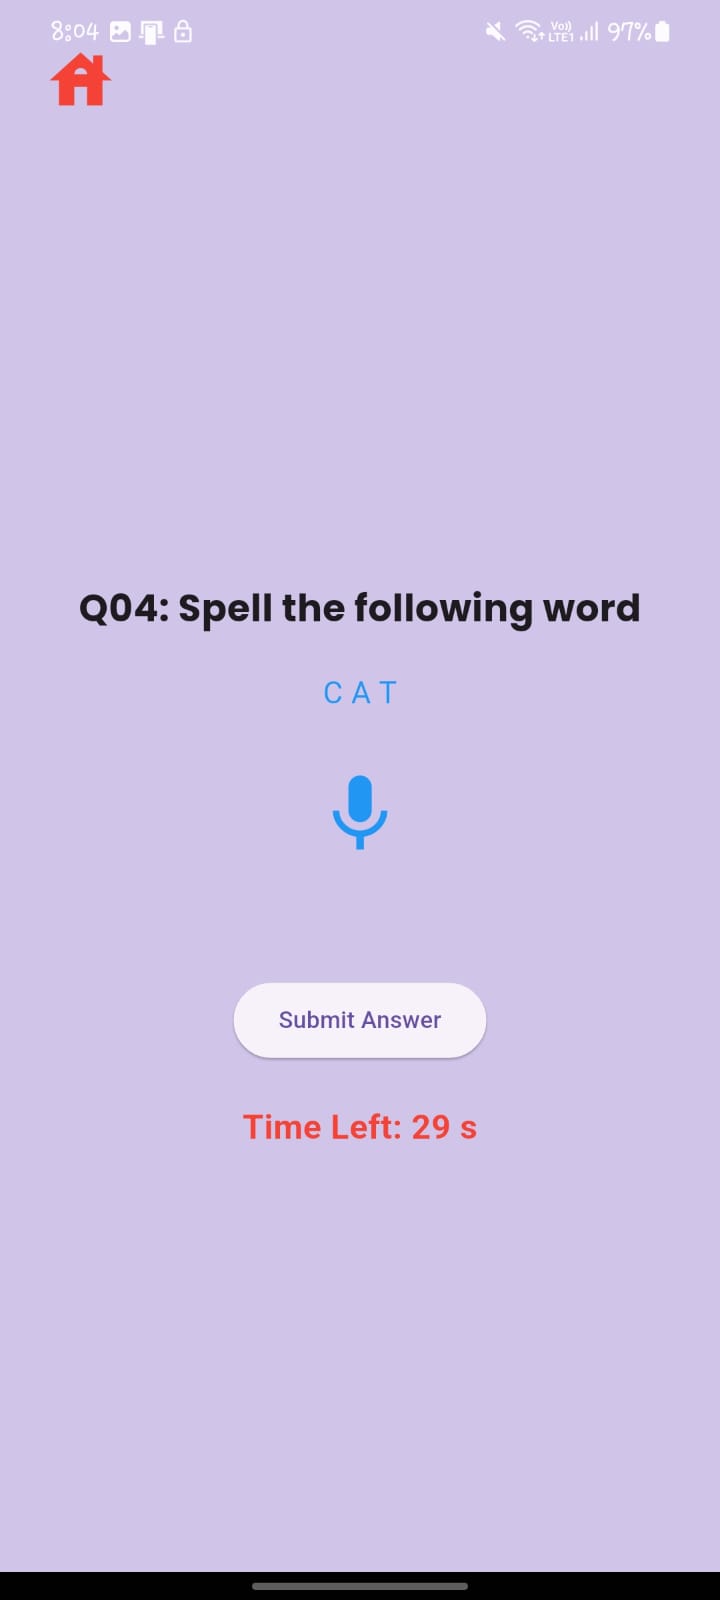 8:04 Vo)) LTE1 97%
Q04: Spell the following word
C A T
Submit Answer
Time Left: 29 s